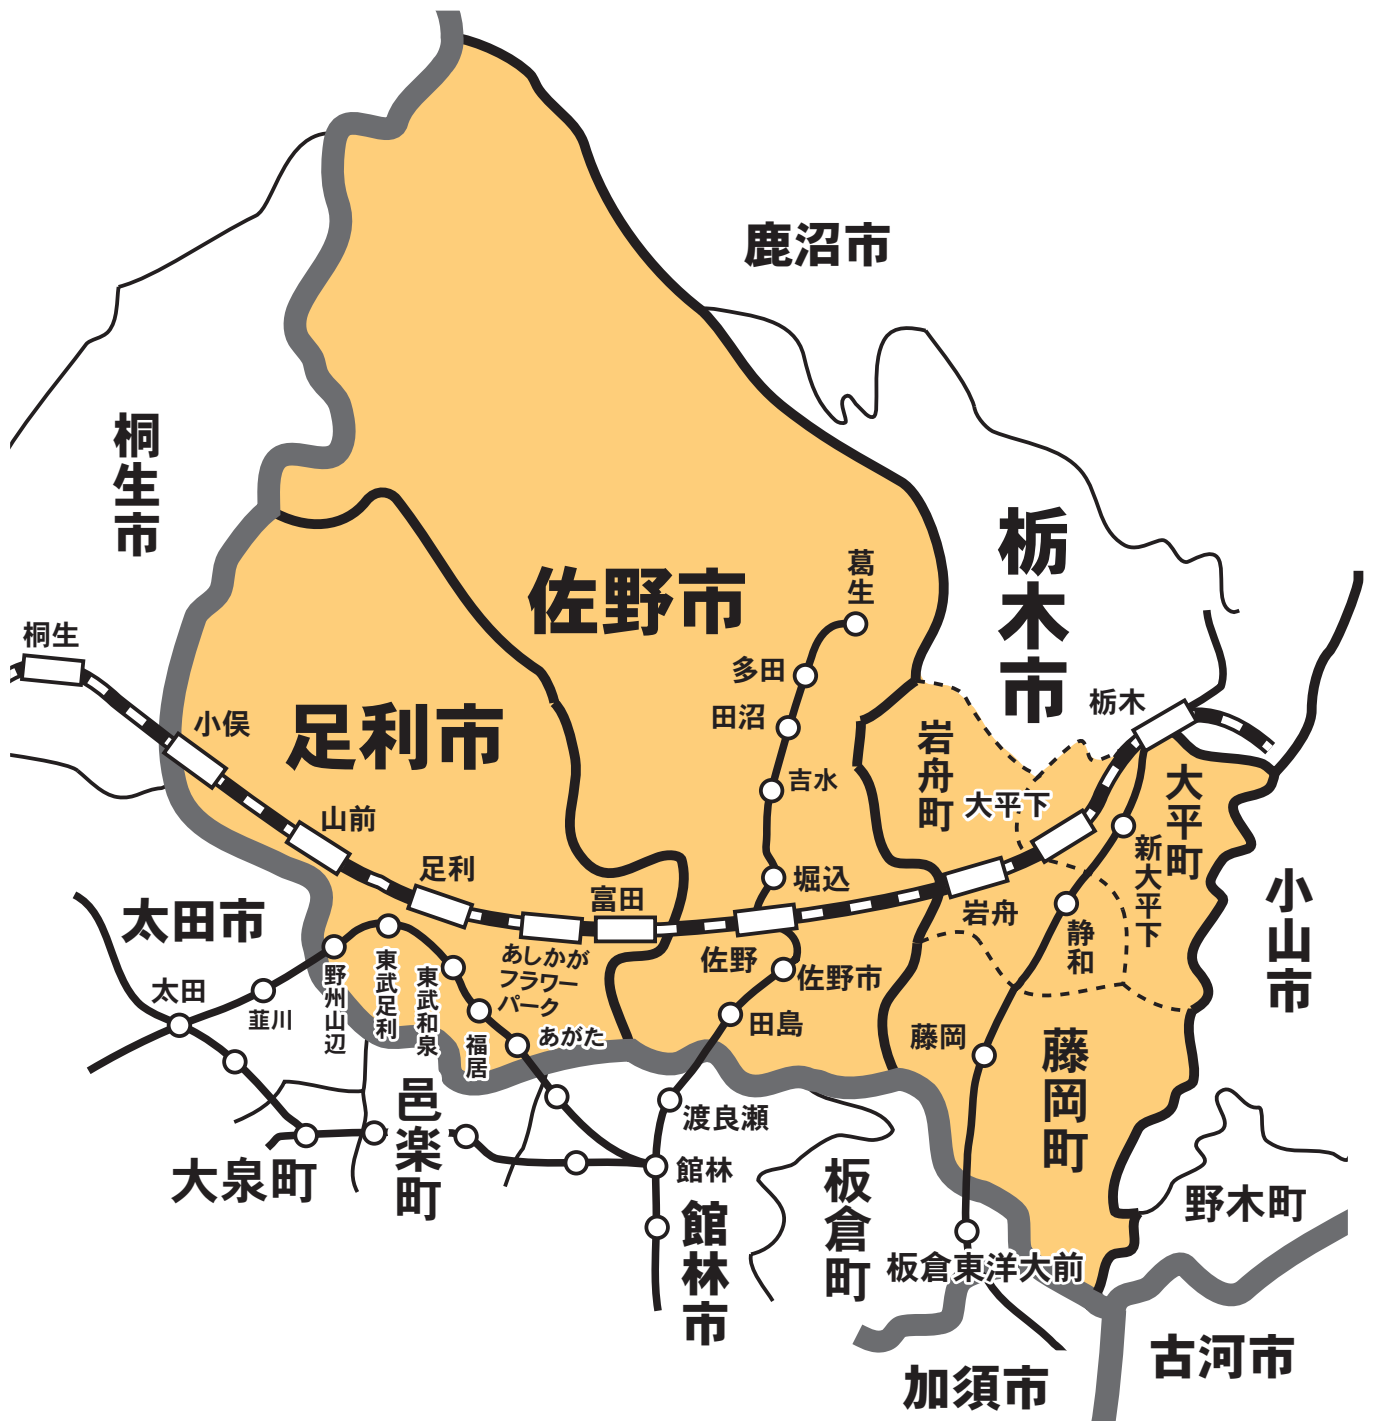 鹿沼市
桐生市
栃木市
佐野市
葛生
桐生
多田
小俣
足利市
田沼
栃木
岩舟町
吉水
大平下
大平町
山前
足利
堀込
新大平下
富田
岩舟
小山市
太田市
静和
佐野
佐野市
あしかが
フラワー
パーク
太田
韮川
野州山辺
東武足利
東武和泉
福居
あがた
田島
藤岡
藤岡町
邑楽町
渡良瀬
大泉町
館林
館林市
板倉町
野木町
板倉東洋大前
古河市
加須市